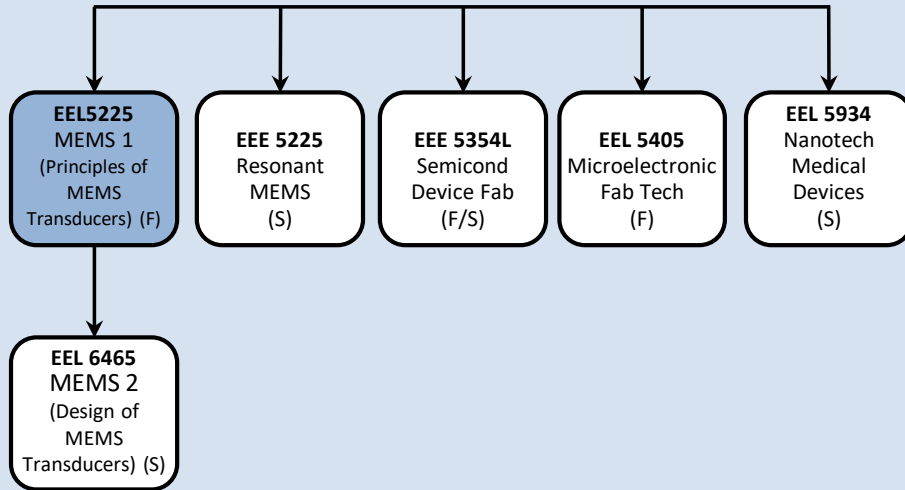 EEL5225
MEMS 1
(Principles of
MEMS
Transducers) (F)
EEE 5225
Resonant
MEMS
(S)
EEE 5354L
Semicond
Device Fab
(F/S)
EEL 5405
Microelectronic
Fab Tech
(F)
EEL 5934
Nanotech
Medical
Devices
(S)
EEL 6465
MEMS 2
(Design of
MEMS
Transducers) (S)